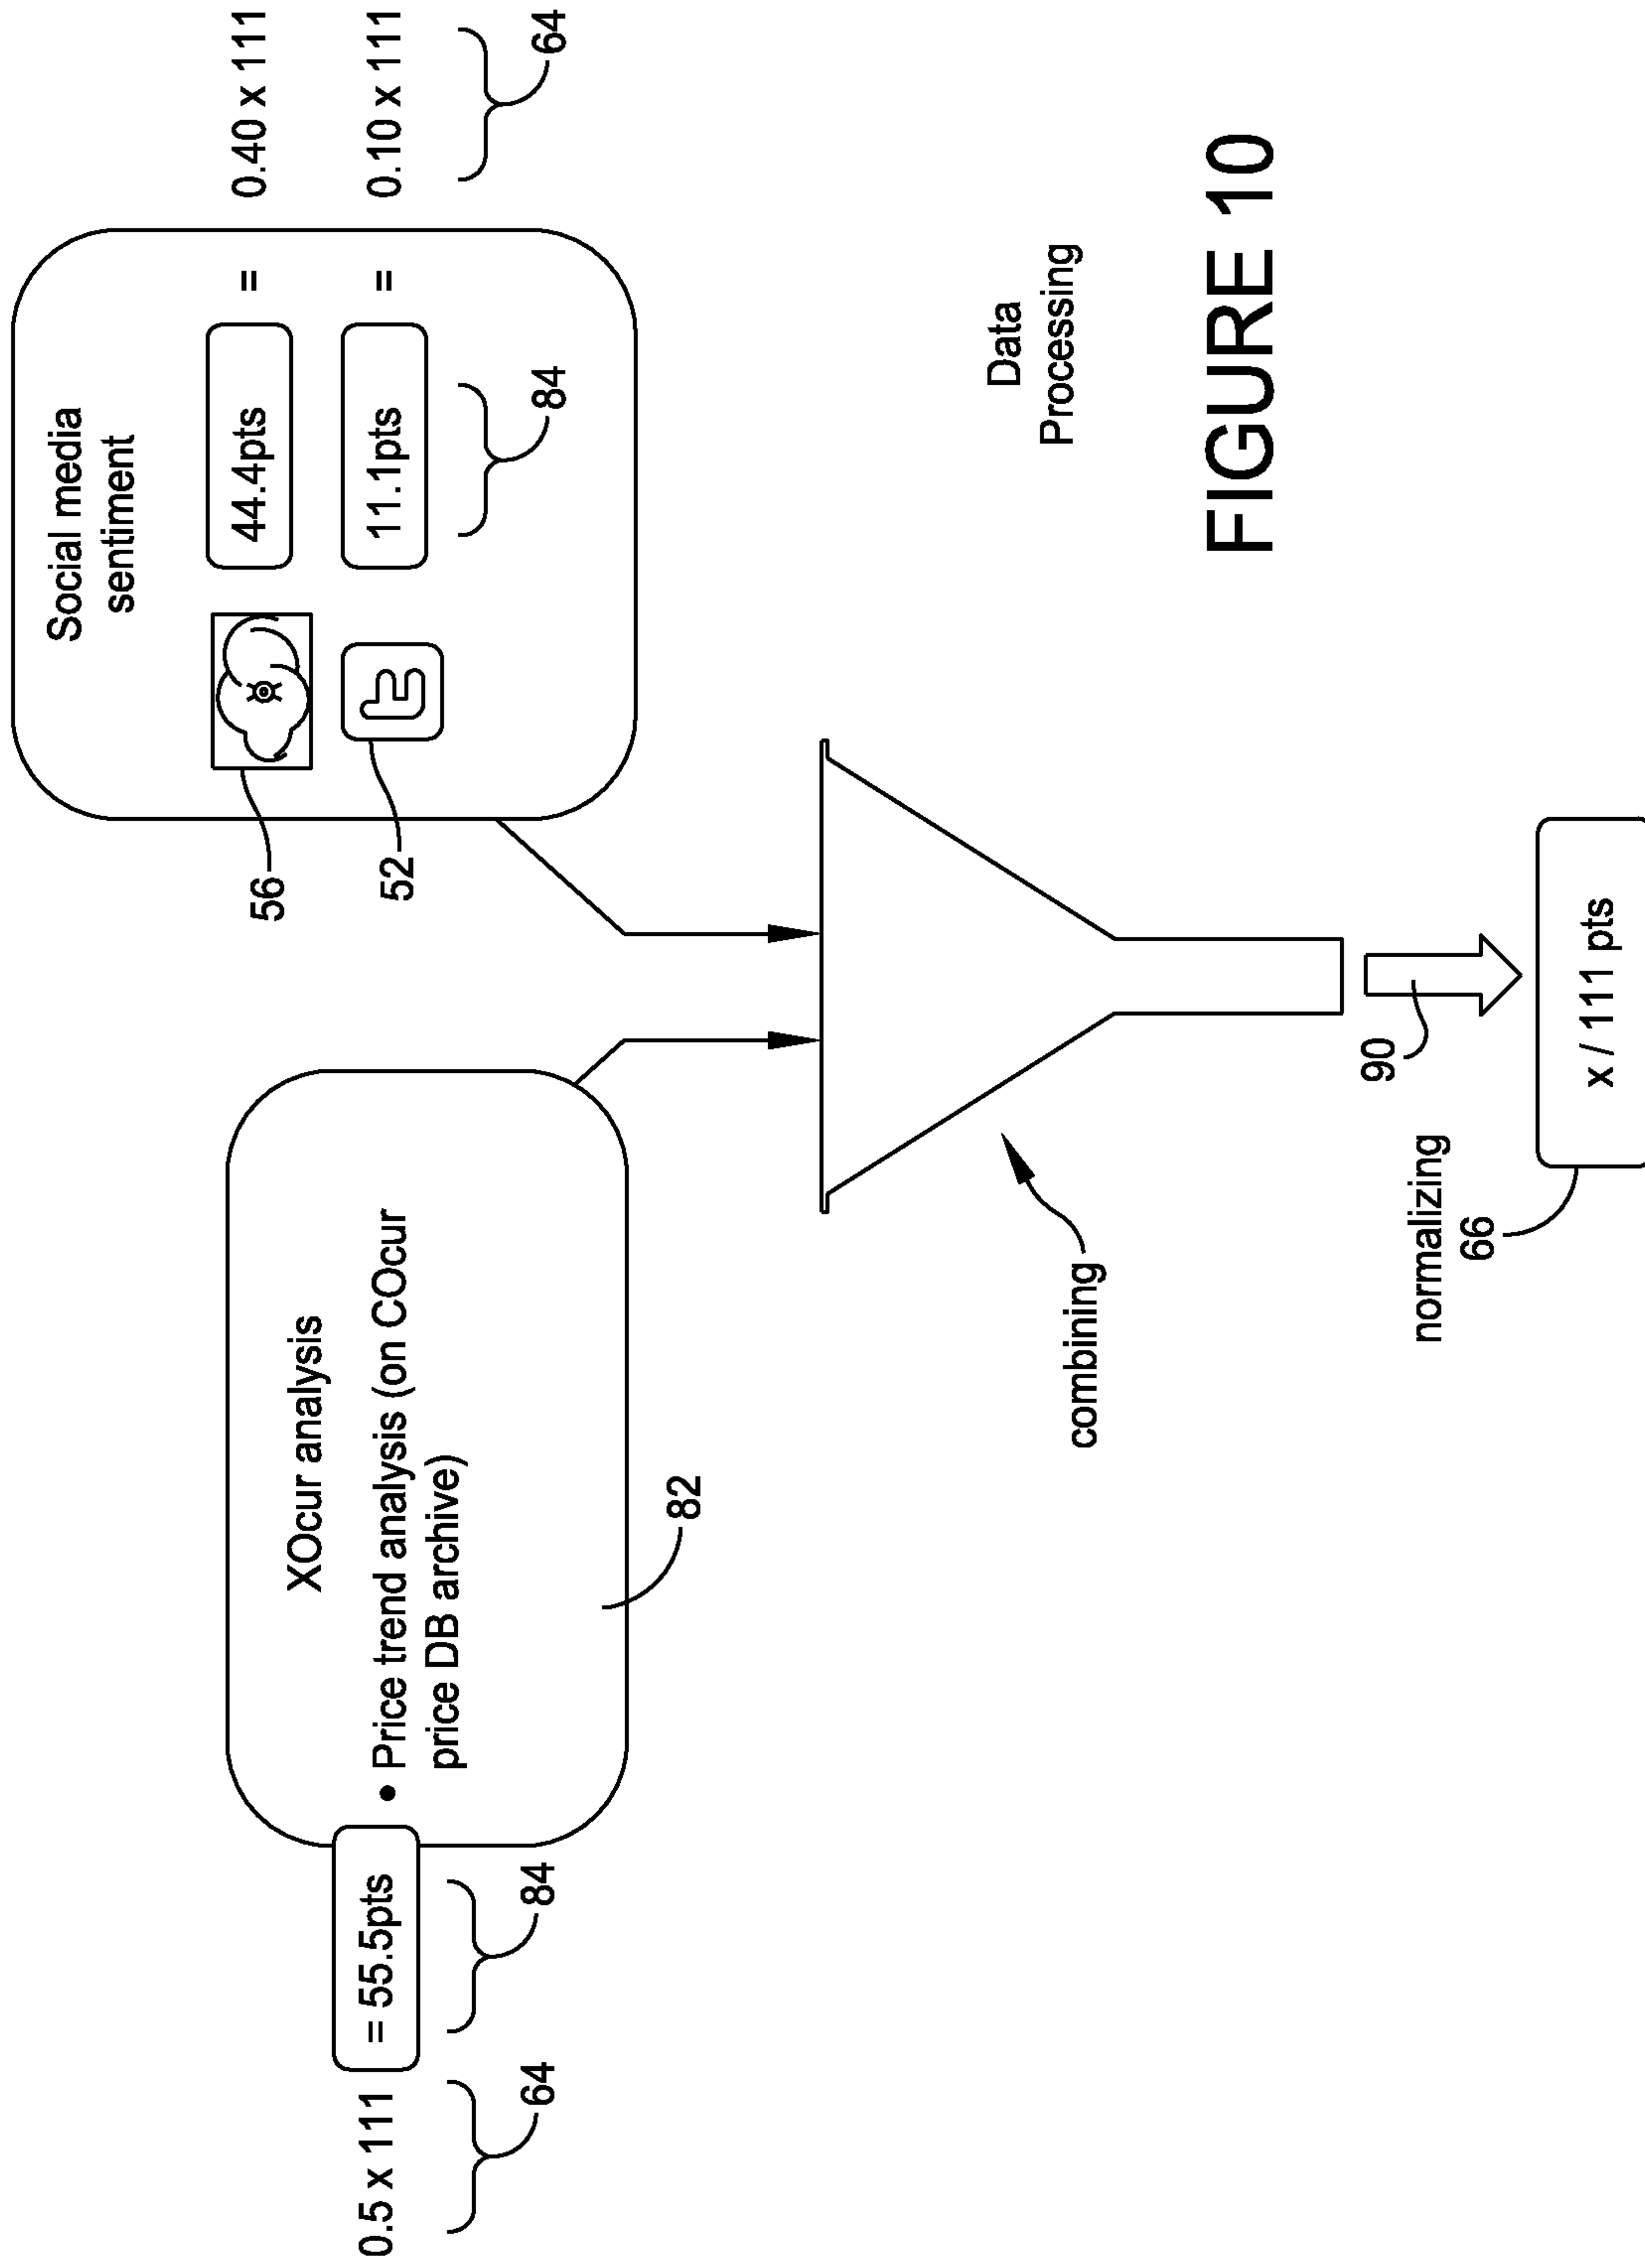 XOcur analysis
0.5 x 111 = 55.5pts
• Price trend analysis (on COcur
price DB archive)
64
84
82
Social media
sentiment
44.4pts = 0.40 x 111
56
t 11.1pts = 0.10 x 111
52
84
64
combining
Data
Processing
90
normalizing
66
x / 111 pts
FIGURE 10